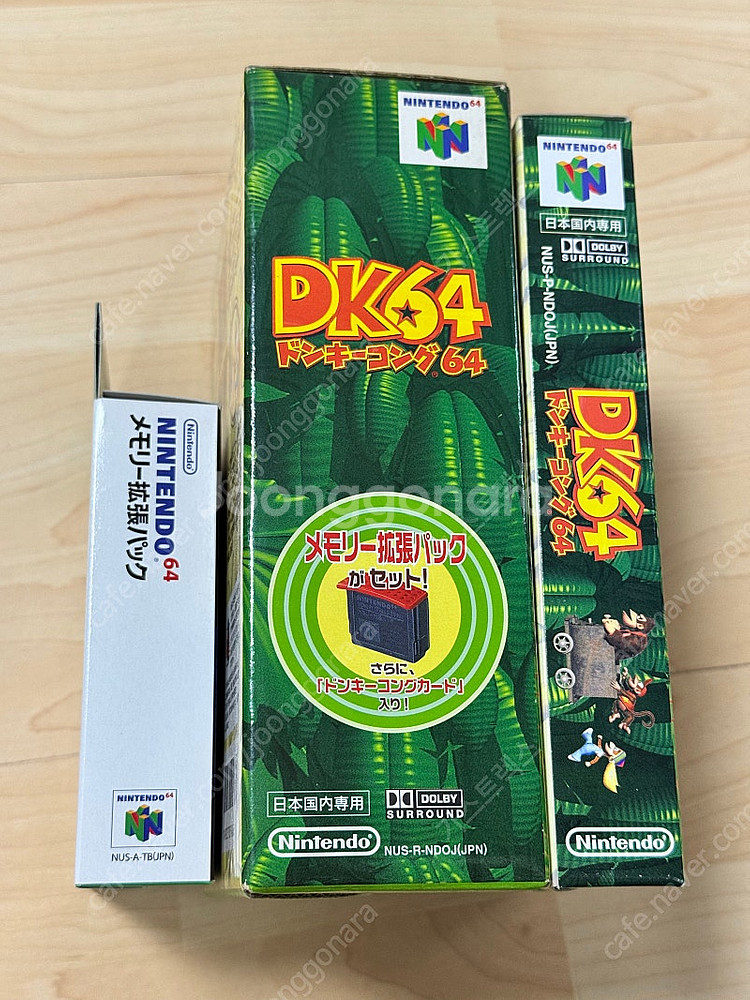 Nintendo
NINTENDO64
メモリー拡張パック
NINTENDO64
NUS-A-TB(JPN)
NINTENDO64
DK64
ドンキーコング64
メモリー拡張パック
がセット!
NINTENDO64
さらに、
「ドンキーコングカード」
入り!
日本国内専用
DOLBY
SURROUND
Nintendo
NUS-R-NDOJ(JPN)
NINTENDO64
日本国内専用
DOLBY
SURROUND
NUS-P-NDOJ(JPN)
DK64
ドンキーコング64
Nintendo
Joonggonara
cafe.naver.com/joonggonara